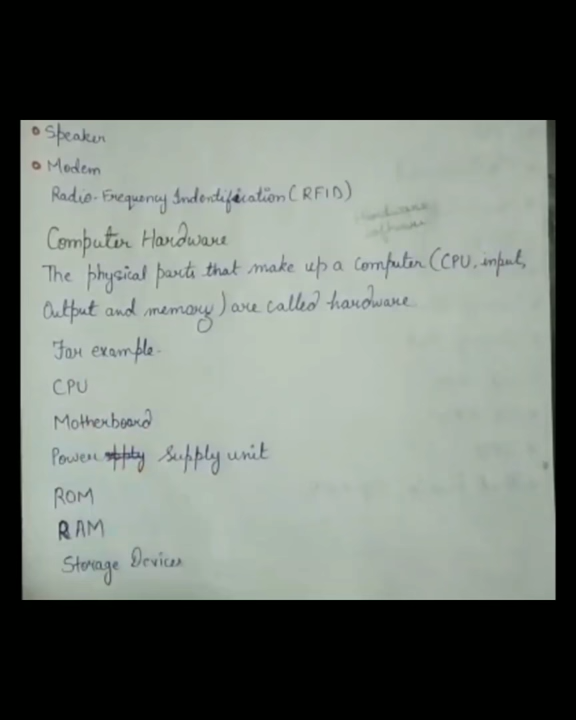 Speaker
Modem
Radio-Frequency Indentification (RFID)
Computer Hardware
The physical parts that make up a computer (CPU, input,
Output and memory) are called hardware
For example-
CPU
Motherboard
Power supply unit
ROM
RAM
Storage Devices